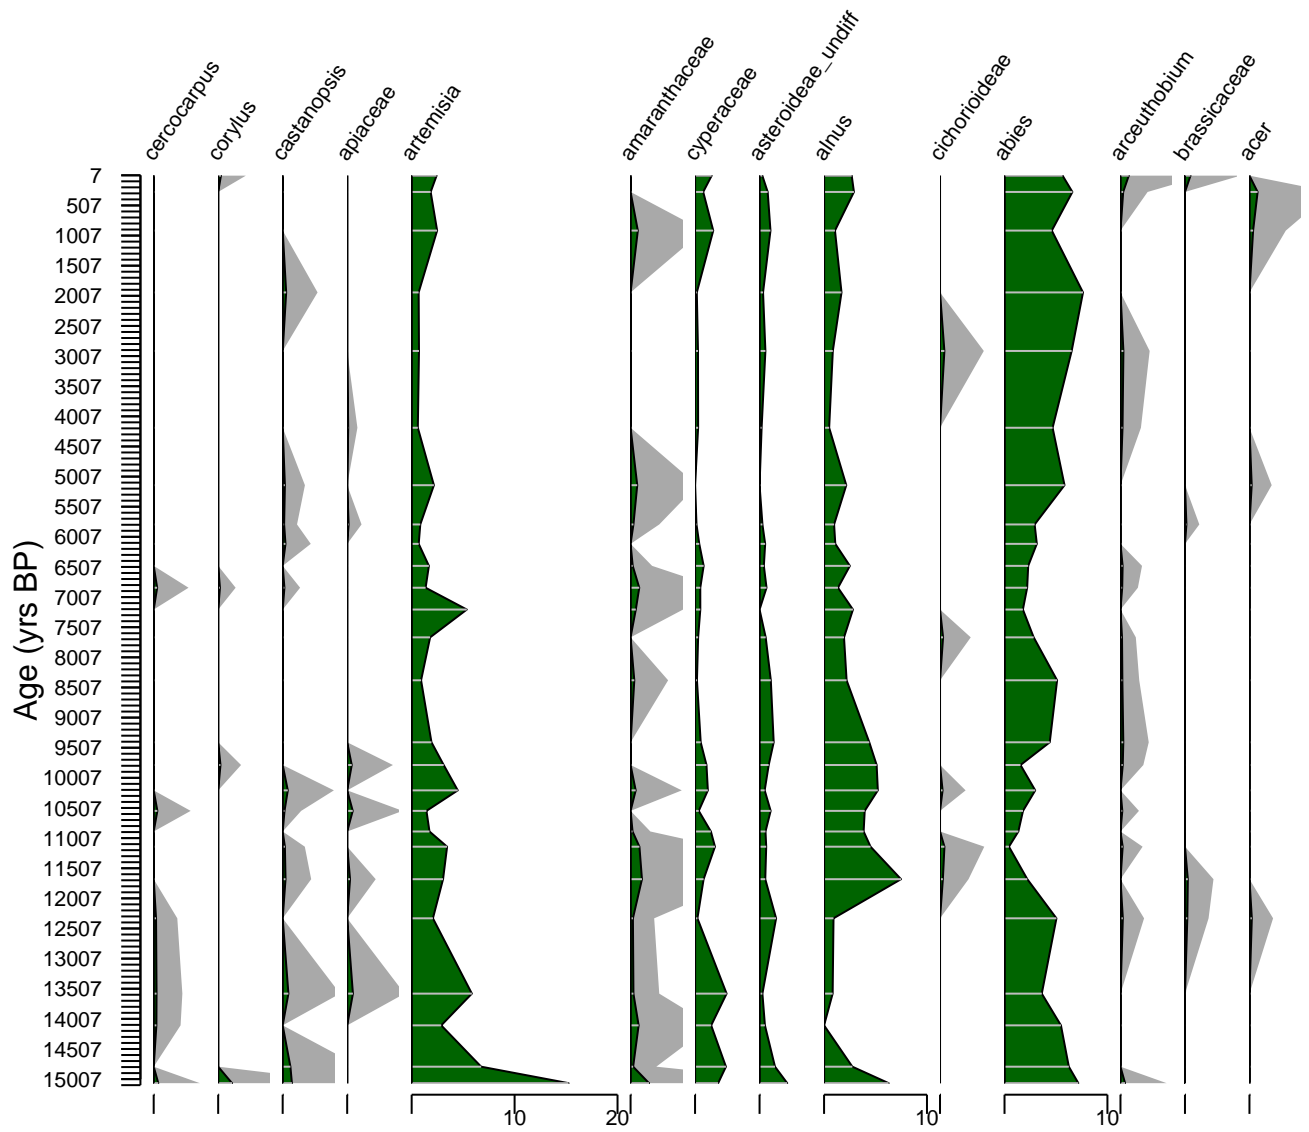 cercocarpus
corylus
castanopsis
apiaceae
artemisia
amaranthaceae
cyperaceae
asteroideae_undiff
alnus
cichorioideae
abies
arceuthobium
brassicaceae
acer
Age (yrs BP)
7
507
1007
1507
2007
2507
3007
3507
4007
4507
5007
5507
6007
6507
7007
7507
8007
8507
9007
9507
10007
10507
11007
11507
12007
12507
13007
13507
14007
14507
15007
10 20 10 10